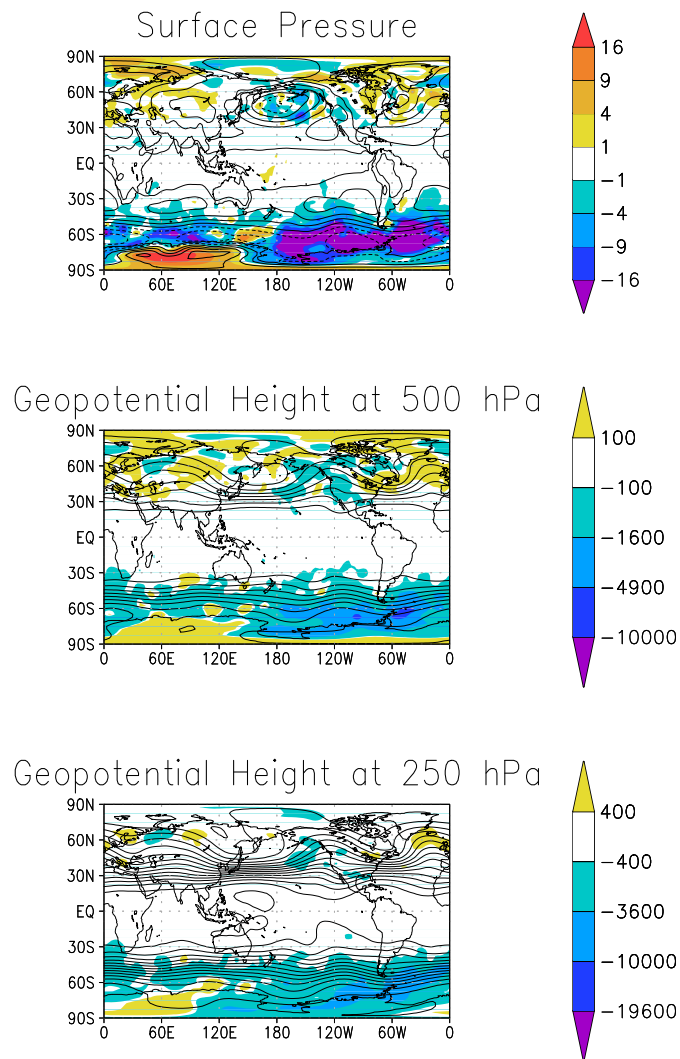 Surface Pressure
90N
60N
30N
EQ
30S
60S
90S
0 60E 120E 180 120W 60W 0
16
9
4
1
−1
−4
−9
−16
Geopotential Height at 500 hPa
90N
60N
30N
EQ
30S
60S
90S
0 60E 120E 180 120W 60W 0
100
−100
−1600
−4900
−10000
Geopotential Height at 250 hPa
90N
60N
30N
EQ
30S
60S
90S
0 60E 120E 180 120W 60W 0
400
−400
−3600
−10000
−19600